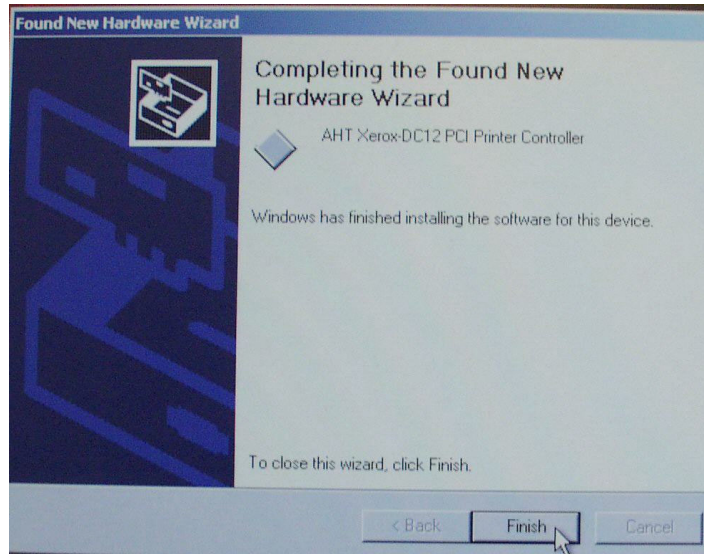 Found New Hardware Wizard
Completing the Found New
Hardware Wizard
AHT Xerox-DC12 PCI Printer Controller
Windows has finished installing the software for this device.
To close this wizard, click Finish.
< Back
Finish
Cancel